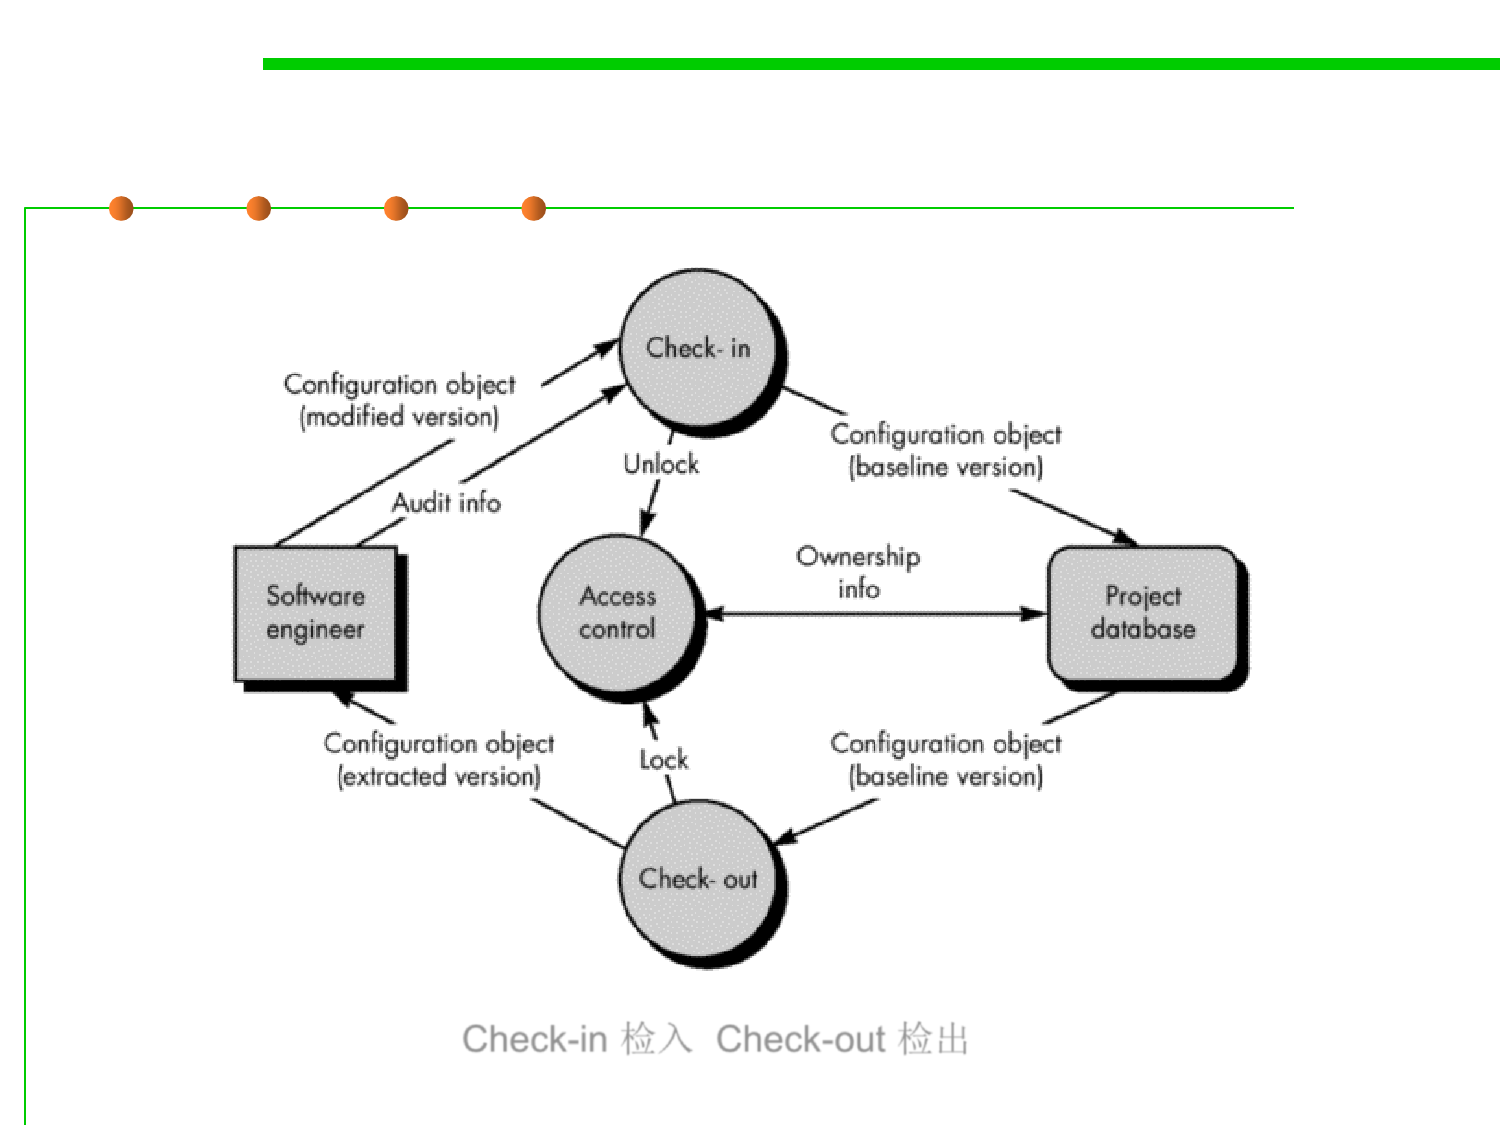 Check- in
Configuration object
(modified version)
Configuration object
(baseline version)
Unlock
Audit info
Ownership
info
Software
engineer
Access
control
Project
database
Configuration object
(extracted version)
Lock
Configuration object
(baseline version)
Check- out
Check-in 检入 Check-out 检出